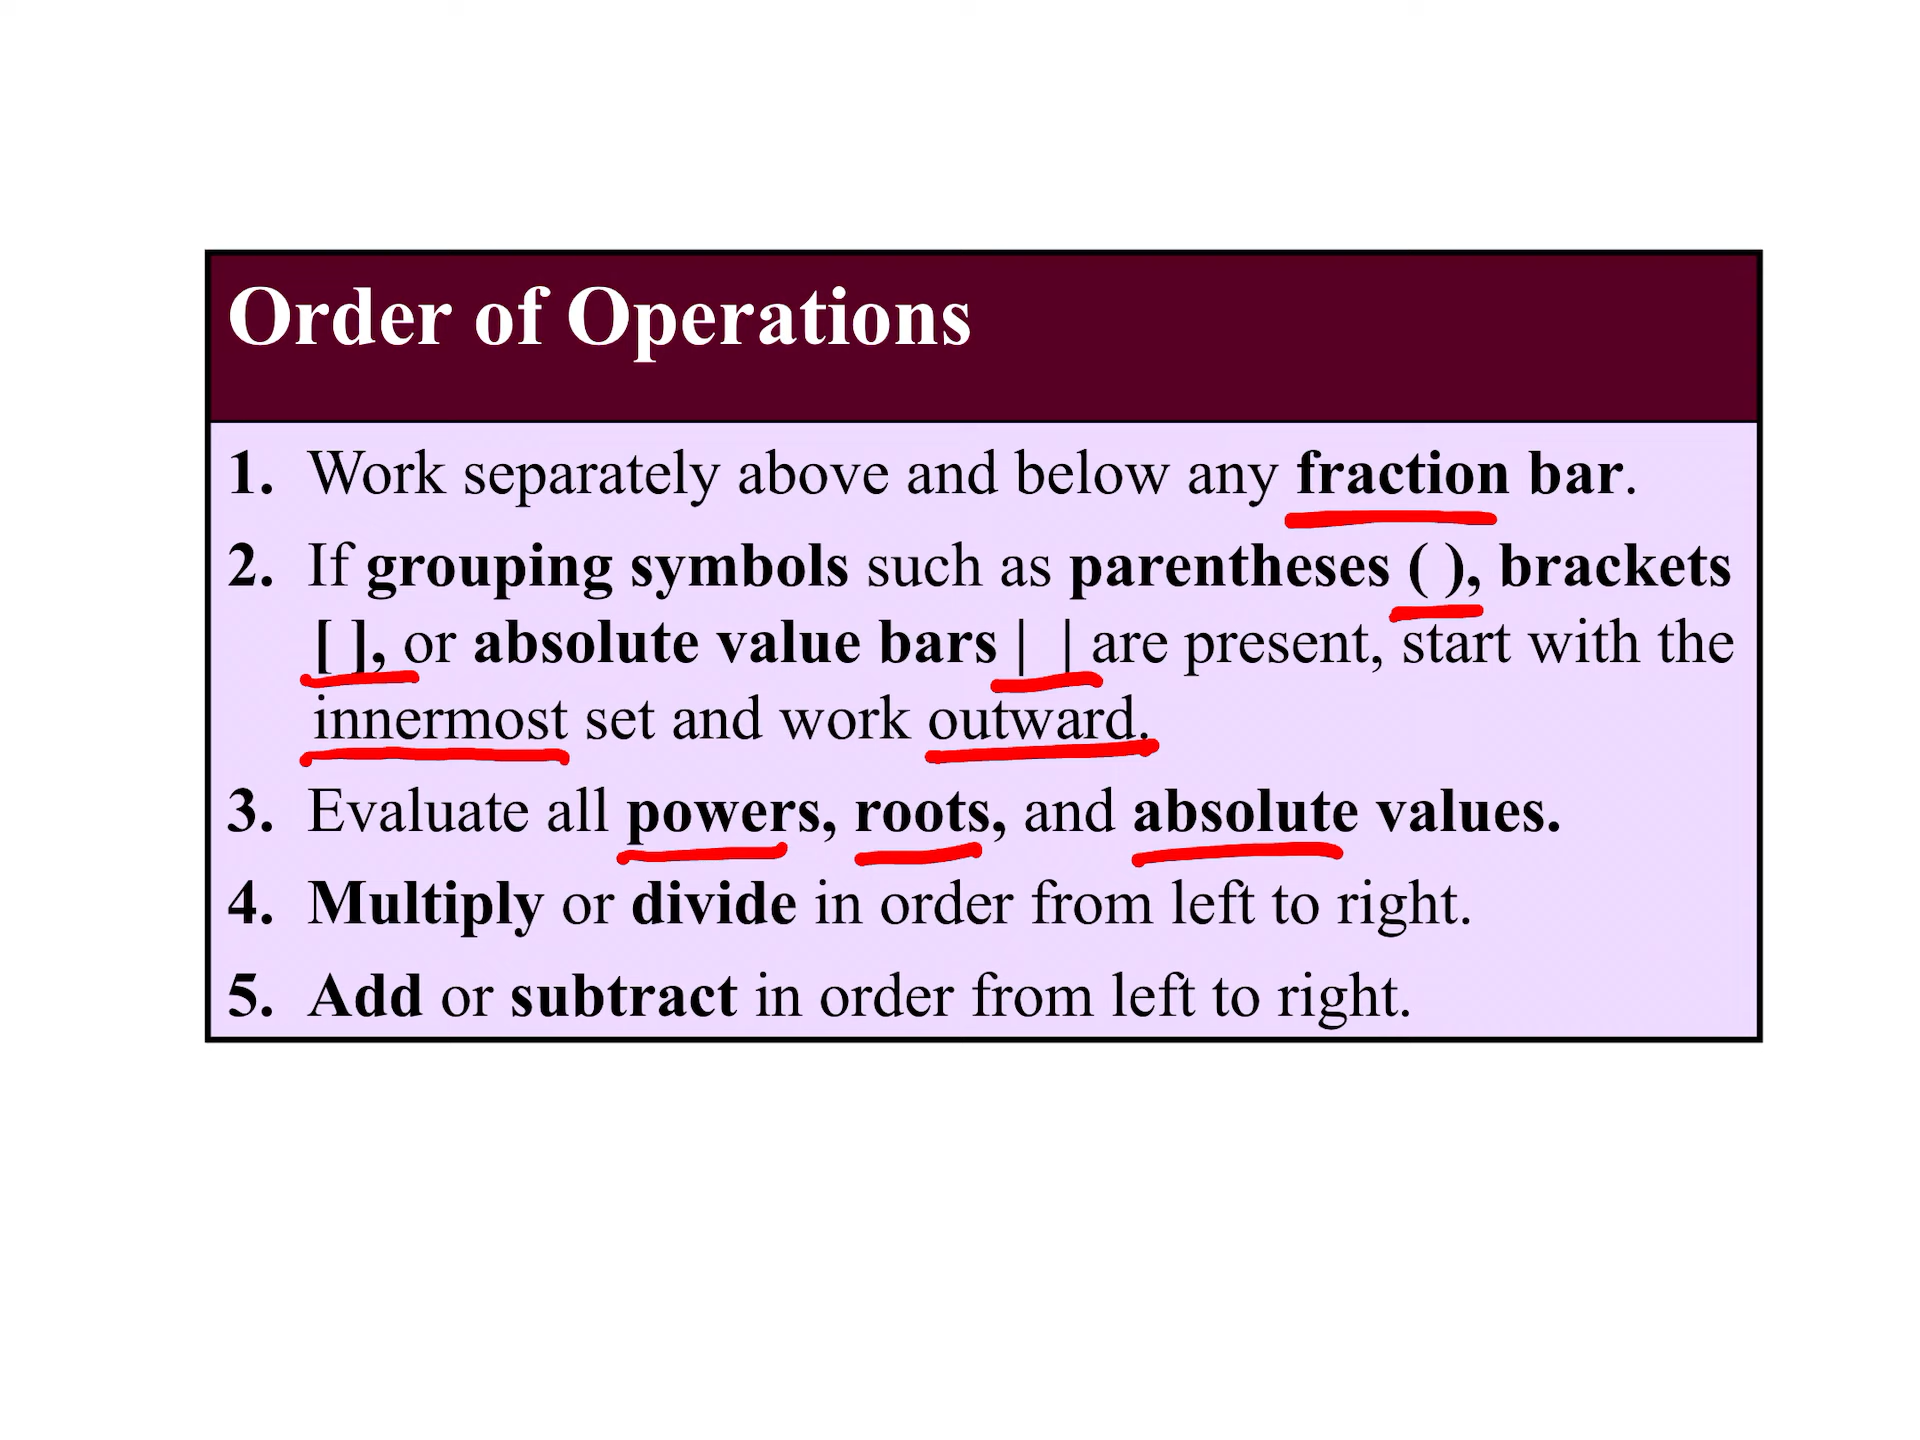 Order of Operations
1. Work separately above and below any fraction bar.
2. If grouping symbols such as parentheses ( ), brackets
[ ], or absolute value bars | | are present, start with the
innermost set and work outward.
3. Evaluate all powers, roots, and absolute values.
4. Multiply or divide in order from left to right.
5. Add or subtract in order from left to right.